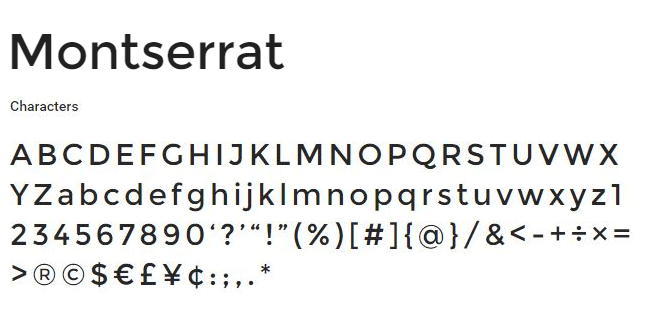 Montserrat
Characters
ABCDEFGHIJKLMNOPQRSTUVWX
YZabcdefghijklmnopqrstuvwxyz1
234567890‘?’“!”(%)[#]{@}/&<-+÷×=
>®©$€£¥¢:;,.*